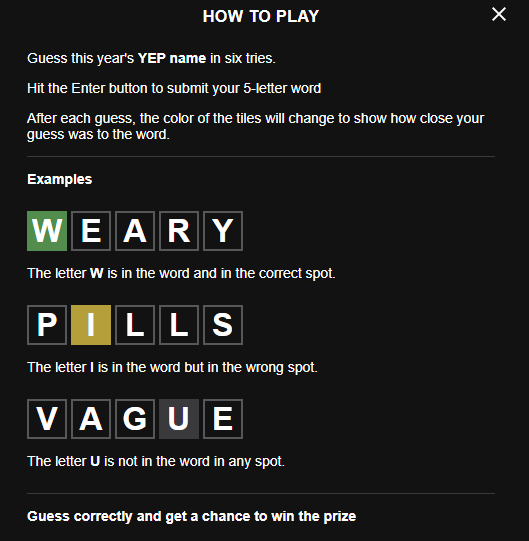 HOW TO PLAY
Guess this year's YEP name in six tries.
Hit the Enter button to submit your 5-letter word
After each guess, the color of the tiles will change to show how close your
guess was to the word.
Examples
W E A R Y
The letter W is in the word and in the correct spot.
P I L L S
The letter I is in the word but in the wrong spot.
V A G U E
The letter U is not in the word in any spot.
Guess correctly and get a chance to win the prize